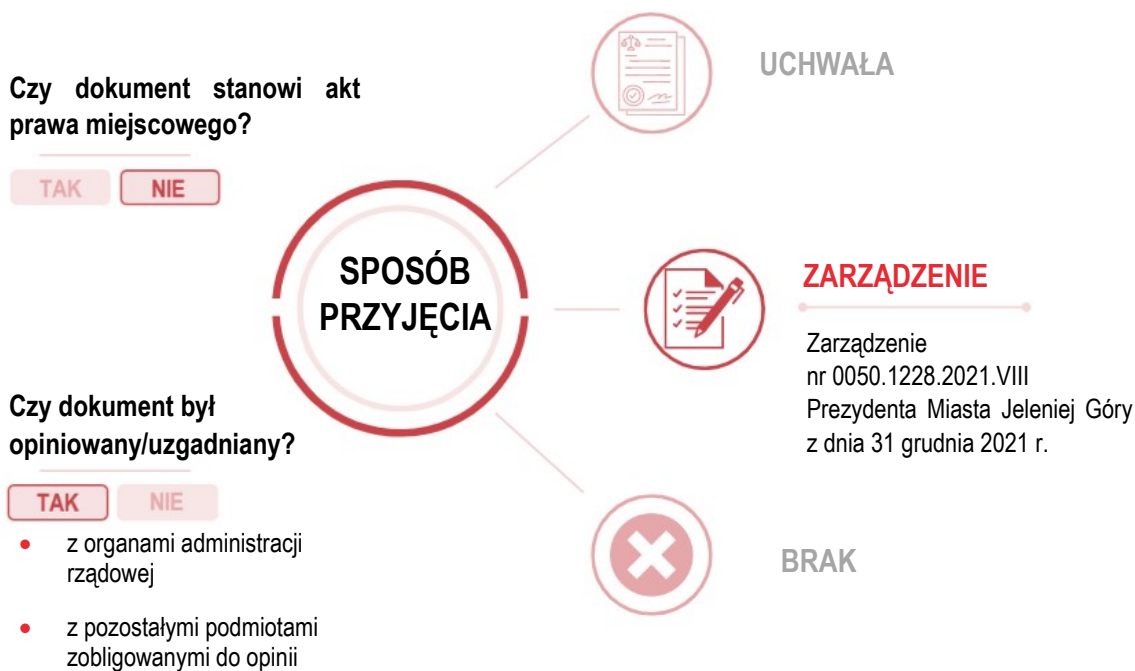 Czy dokument stanowi akt
prawa miejscowego?
TAK
NIE
Czy dokument był
opiniowany/uzgadniany?
TAK
NIE
z organami administracji
rządowej
z pozostałymi podmiotami
zobligowanymi do opinii
SPOSÓB
PRZYJĘCIA
UCHWAŁA
ZARZĄDZENIE
Zarządzenie
nr 0050.1228.2021.VIII
Prezydenta Miasta Jeleniej Góry
z dnia 31 grudnia 2021 r.
BRAK